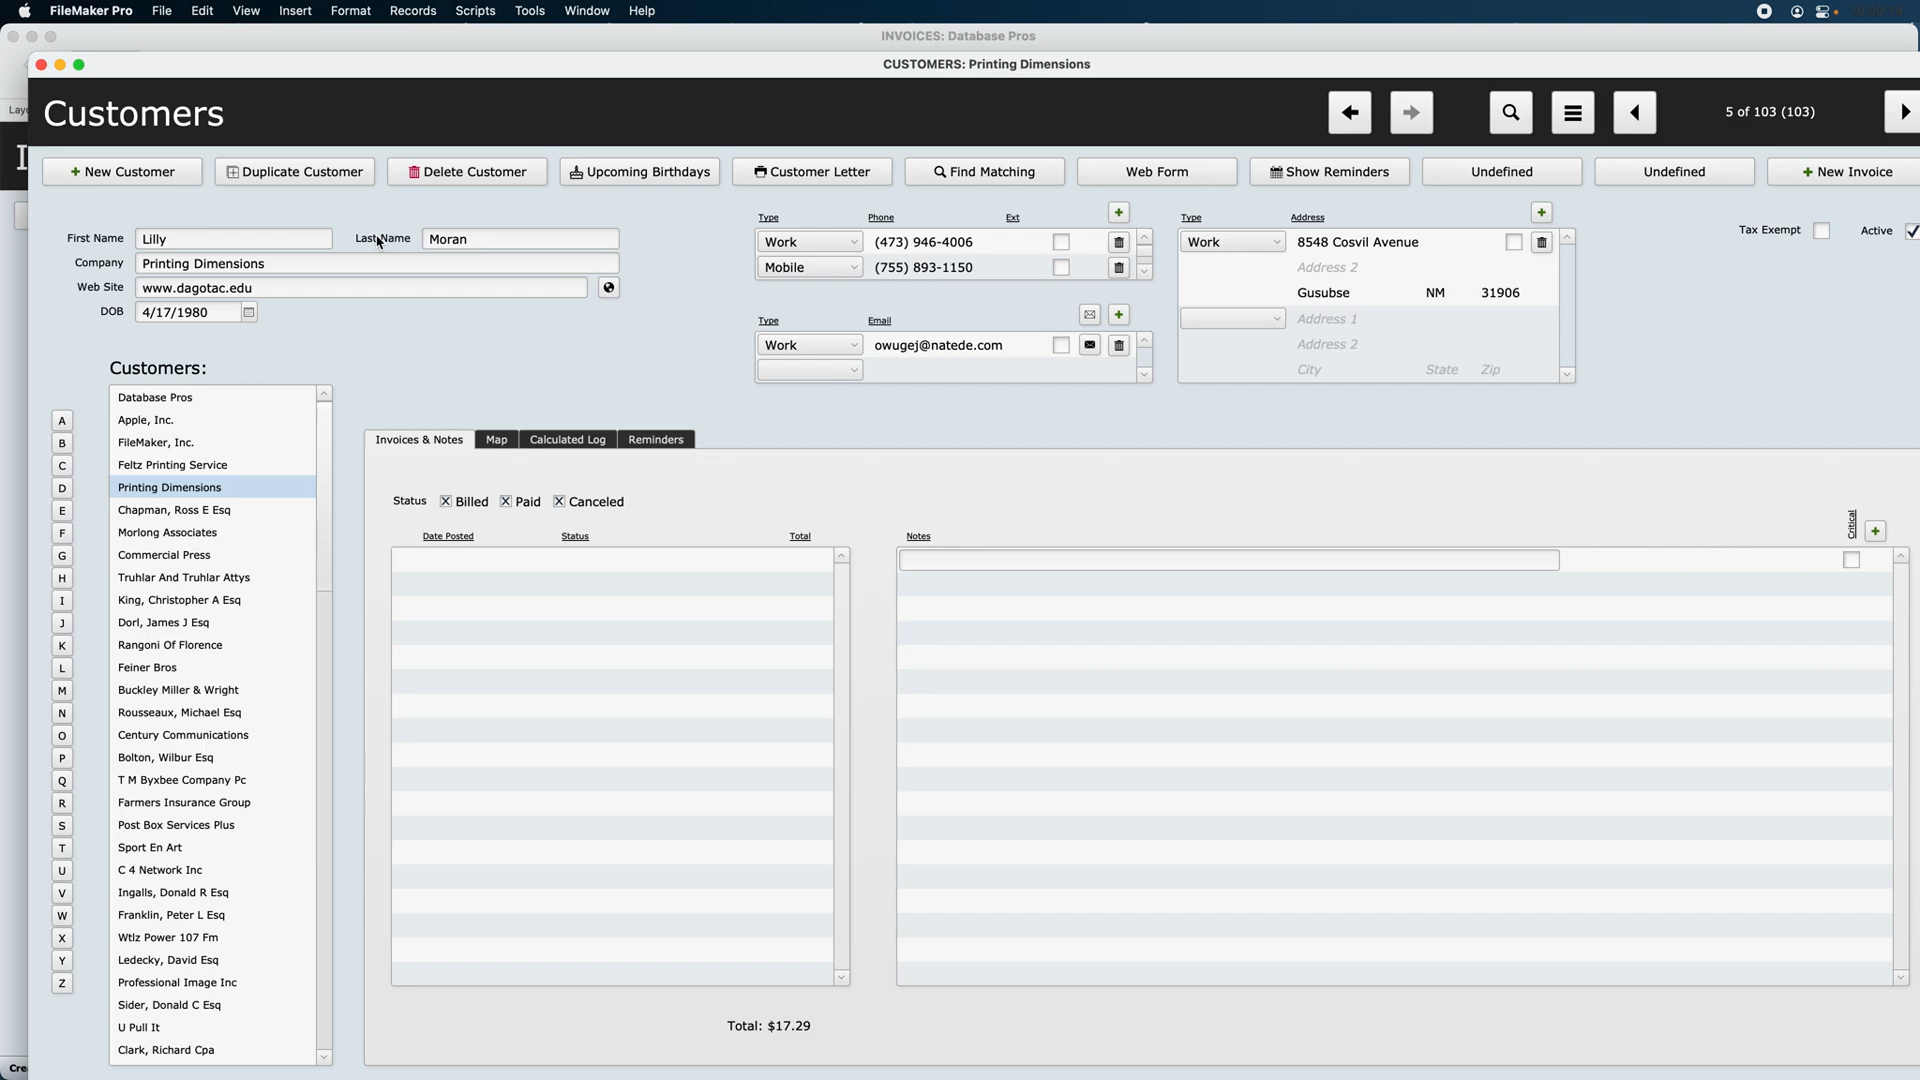 FileMaker Pro File Edit View Insert Format Records Scripts Tools Window Help
INVOICES: Database Pros
CUSTOMERS: Printing Dimensions
Customers
5 of 103 (103)
+ New Customer
Duplicate Customer
Delete Customer
Upcoming Birthdays
Customer Letter
Find Matching
Web Form
Show Reminders
Undefined
Undefined
+ New Invoice
First Name Lilly Last Name Moran
Company Printing Dimensions
Web Site www.dagotac.edu
DOB 4/17/1980
Type Phone Ext
Work (473) 946-4006
Mobile (755) 893-1150
Type Email
Work owugej@natede.com
Type Address
Work 8548 Cosvil Avenue
Address 2
Gusubse NM 31906
Address 1
Address 2
City State Zip
Tax Exempt Active
Customers:
A
B
C
D
E
F
G
H
I
J
K
L
M
N
O
P
Q
R
S
T
U
V
W
X
Y
Z
Database Pros
Apple, Inc.
FileMaker, Inc.
Feltz Printing Service
Printing Dimensions
Chapman, Ross E Esq
Morlong Associates
Commercial Press
Truhlar And Truhlar Attys
King, Christopher A Esq
Dorl, James J Esq
Rangoni Of Florence
Feiner Bros
Buckley Miller & Wright
Rousseaux, Michael Esq
Century Communications
Bolton, Wilbur Esq
T M Byxbee Company Pc
Farmers Insurance Group
Post Box Services Plus
Sport En Art
C 4 Network Inc
Ingalls, Donald R Esq
Franklin, Peter L Esq
Wtlz Power 107 Fm
Ledecky, David Esq
Professional Image Inc
Sider, Donald C Esq
U Pull It
Clark, Richard Cpa
Invoices & Notes Map Calculated Log Reminders
Status Billed Paid Canceled
Date Posted Status Total
Notes
Critical
Total: $17.29